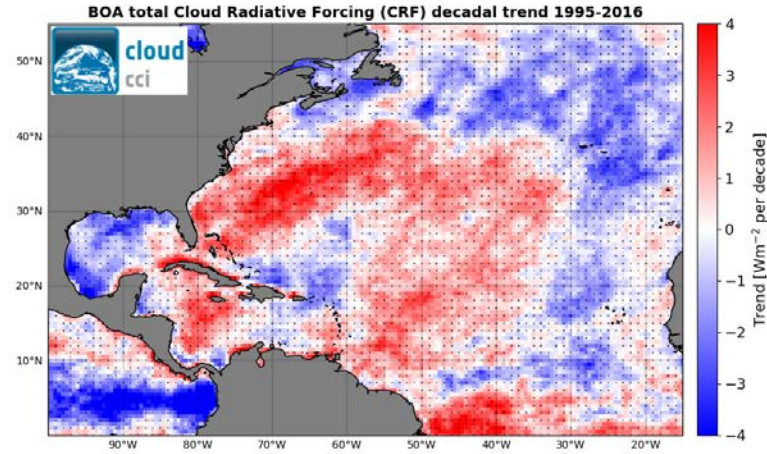 BOA total Cloud Radiative Forcing (CRF) decadal trend 1995-2016
cloud
cci
50°N
40°N
30°N
20°N
10°N
90°W 80°W 70°W 60°W 50°W 40°W 30°W 20°W
4
3
2
1
0
−1
−2
−3
−4
Trend [Wm−2 per decade]